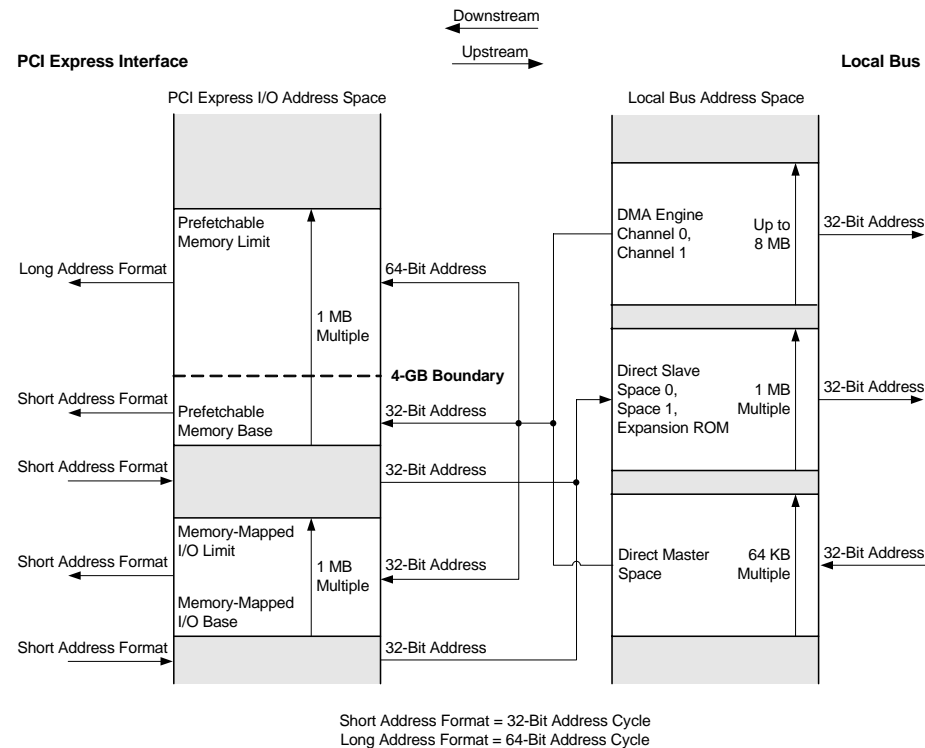 Downstream
Upstream
PCI Express Interface
Local Bus
PCI Express I/O Address Space
Local Bus Address Space
Prefetchable
Memory Limit
Long Address Format
64-Bit Address
1 MB
Multiple
4-GB Boundary
Short Address Format
Prefetchable
Memory Base
32-Bit Address
Short Address Format
32-Bit Address
Memory-Mapped
I/O Limit
Short Address Format
1 MB
Multiple
32-Bit Address
Memory-Mapped
I/O Base
Short Address Format
32-Bit Address
DMA Engine
Channel 0,
Channel 1
Up to
8 MB
32-Bit Address
Direct Slave
Space 0,
Space 1,
Expansion ROM
1 MB
Multiple
32-Bit Address
Direct Master
Space
64 KB
Multiple
32-Bit Address
Short Address Format = 32-Bit Address Cycle
Long Address Format = 64-Bit Address Cycle